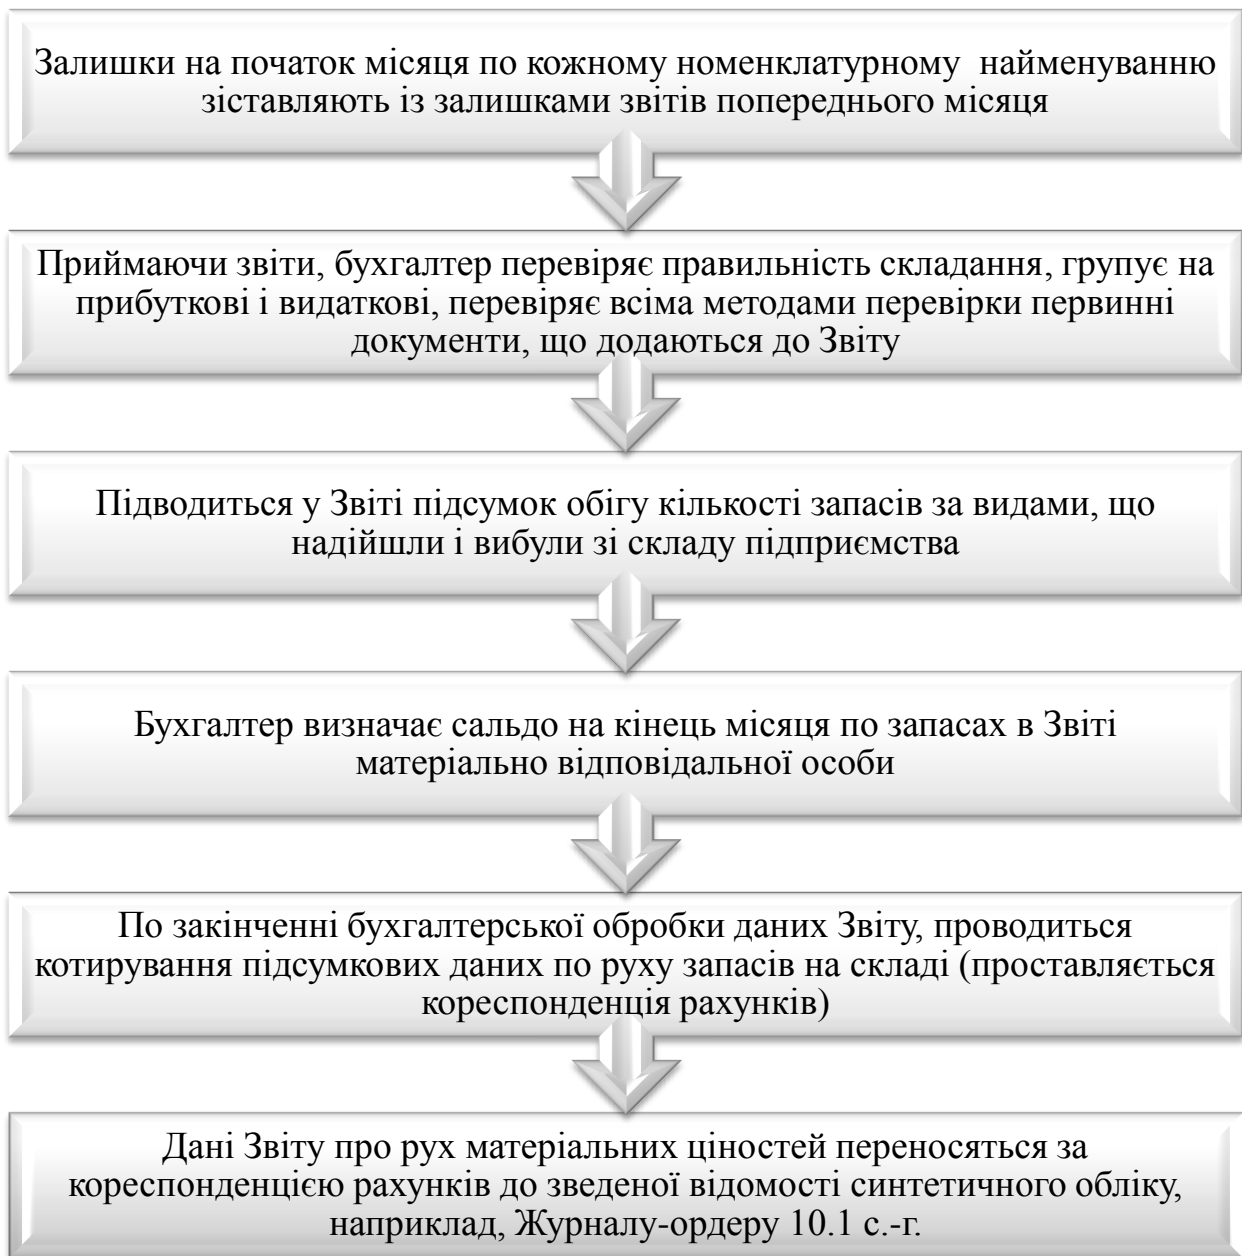 Залишки на початок місяця по кожному номенклатурному найменуванню
зіставляють із залишками звітів попереднього місяця
Приймаючи звіти, бухгалтер перевіряє правильність складання, групує на
прибуткові і видаткові, перевіряє всіма методами перевірки первинні
документи, що додаються до Звіту
Підводиться у Звіті підсумок обігу кількості запасів за видами, що
надійшли і вибули зі складу підприємства
Бухгалтер визначає сальдо на кінець місяця по запасах в Звіті
матеріально відповідальної особи
По закінченні бухгалтерської обробки даних Звіту, проводиться
котирування підсумкових даних по руху запасів на складі (проставляється
кореспонденція рахунків)
Дані Звіту про рух матеріальних цінностей переносяться за
кореспонденцією рахунків до зведеної відомості синтетичного обліку,
наприклад, Журналу-ордеру 10.1 с.-г.